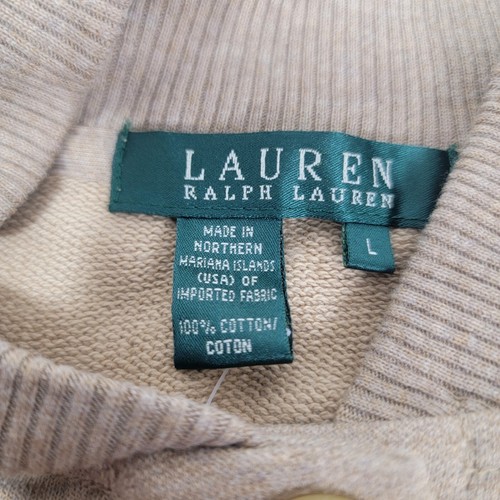 LAUREN
RALPH LAUREN
L
MADE IN
NORTHERN
MARIANA ISLANDS
(USA) OF
IMPORTED FABRIC
100% COTTON/
COTON